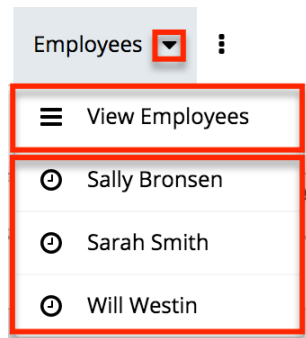 Employees
View Employees
Sally Bronsen
Sarah Smith
Will Westin